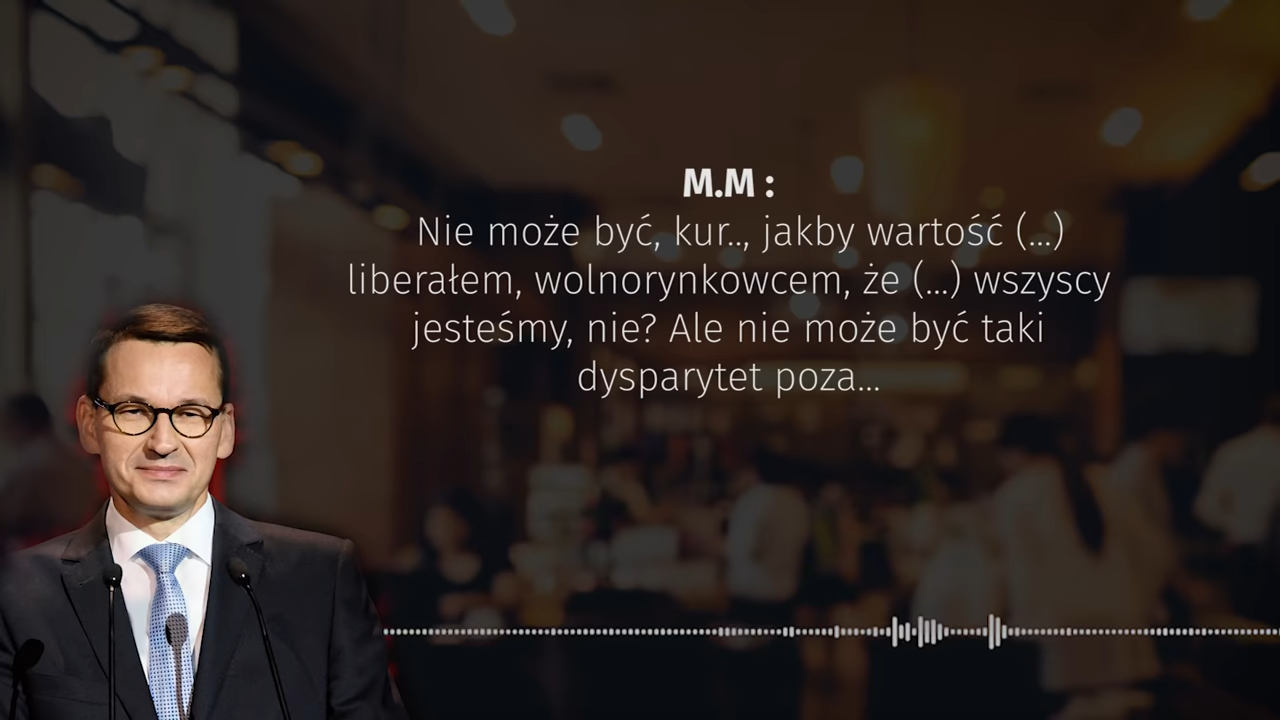 M.M :
Nie może być, kur.., jakby wartość (...)
liberałem, wolnorynkowcem, że (...) wszyscy
jesteśmy, nie? Ale nie może być taki
dysparytet poza...